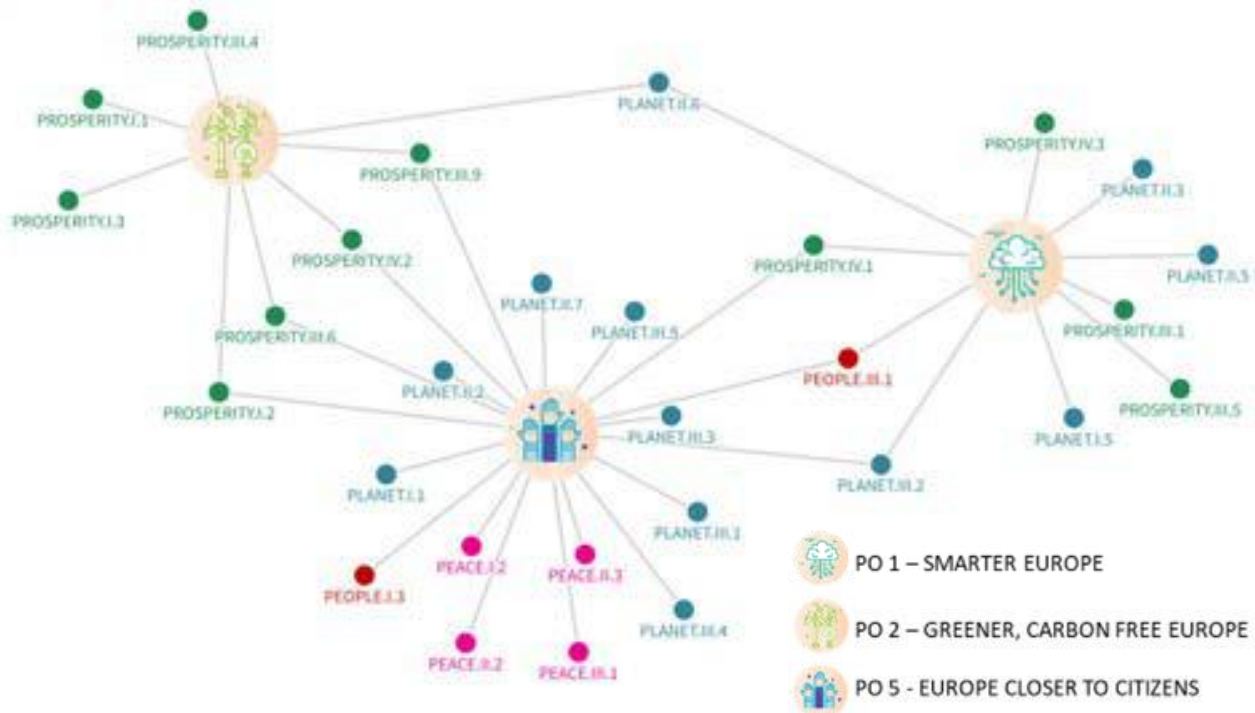 PROSPERITY.III.4
PROSPERITY.I.1
PLANET.II.6
PROSPERITY.IV.3
PROSPERITY.III.9
PLANET.II.3
PROSPERITY.I.3
PROSPERITY.IV.2
PROSPERITY.IV.1
PLANET.II.5
PLANET.II.7
PROSPERITY.III.6
PLANET.III.5
PROSPERITY.III.1
PEOPLE.III.1
PLANET.II.2
PROSPERITY.I.2
PROSPERITY.III.5
PLANET.III.3
PLANET.I.5
PLANET.I.1
PLANET.III.2
PLANET.III.1
PEACE.I.2
PEACE.II.3
PEOPLE.I.3
PLANET.III.4
PEACE.II.2
PEACE.III.1
PO 1 – SMARTER EUROPE
PO 2 – GREENER, CARBON FREE EUROPE
PO 5 - EUROPE CLOSER TO CITIZENS